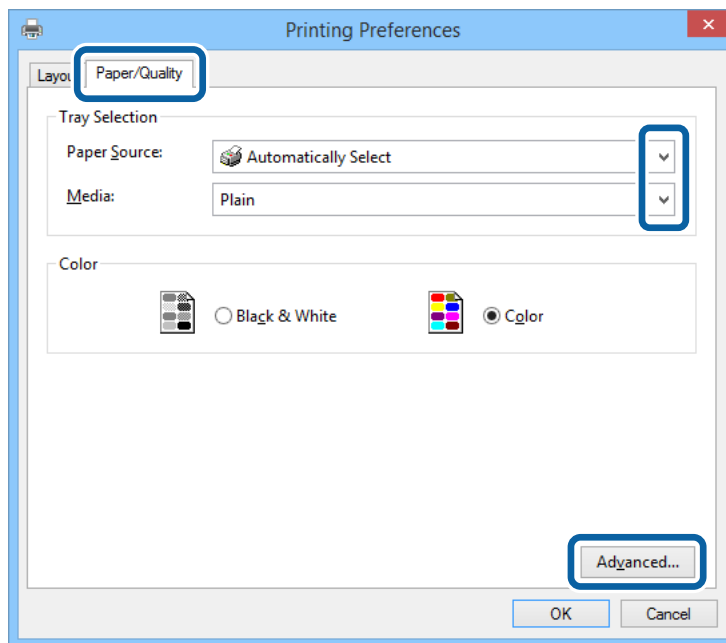 Printing Preferences
Layou
Paper/Quality
Tray Selection
Paper Source:
Automatically Select
Media:
Plain
Color
Black & White
Color
Advanced...
OK
Cancel